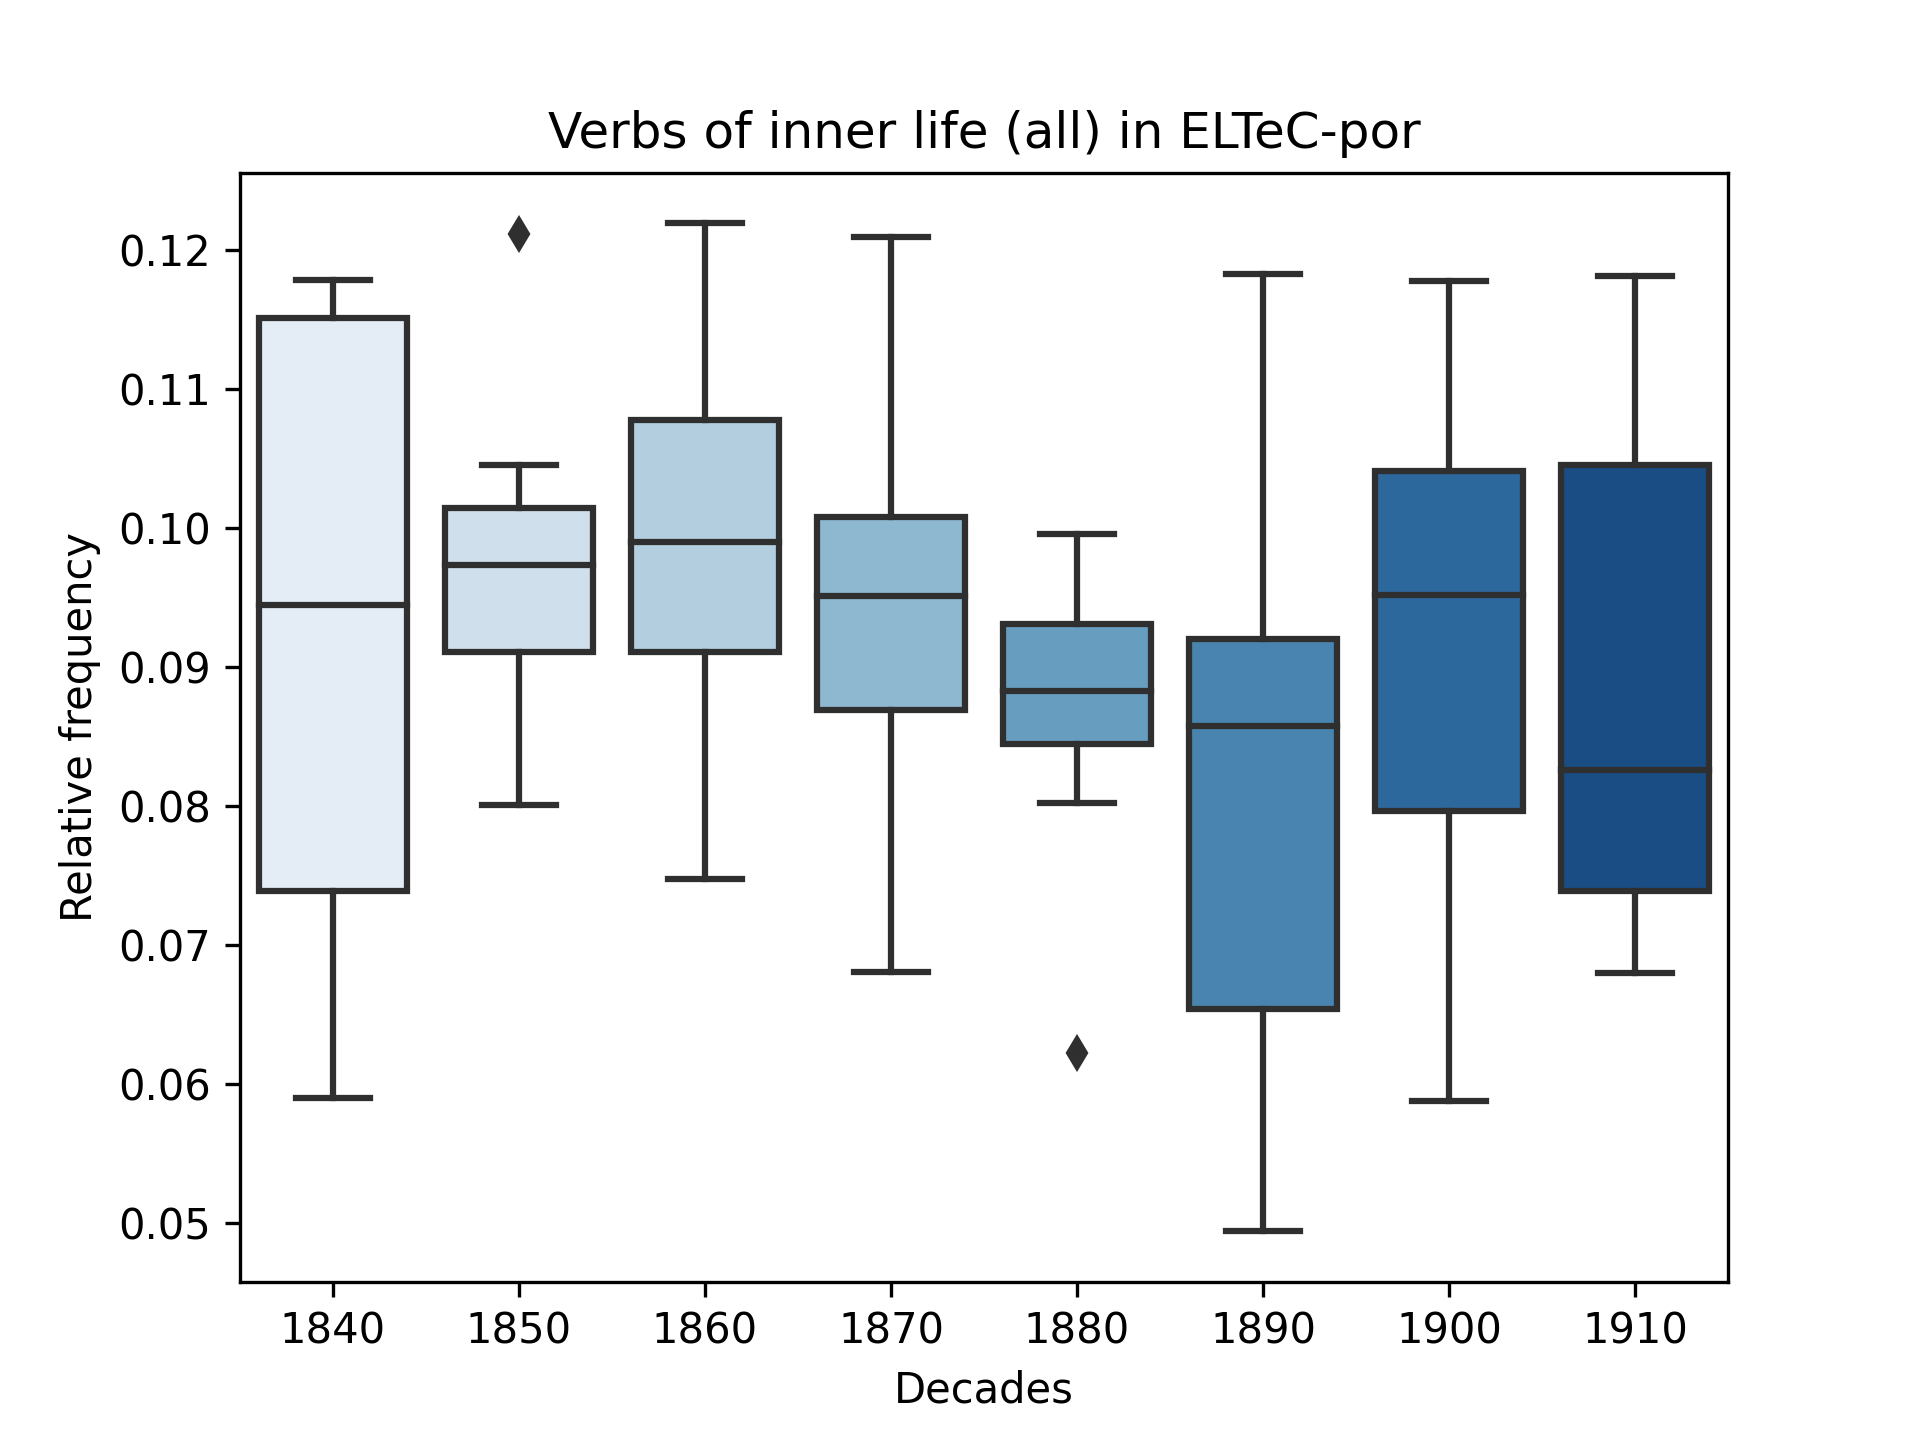 Verbs of inner life (all) in ELTeC-por
Relative frequency
0.12
0.11
0.10
0.09
0.08
0.07
0.06
0.05
1840 1850 1860 1870 1880 1890 1900 1910
Decades